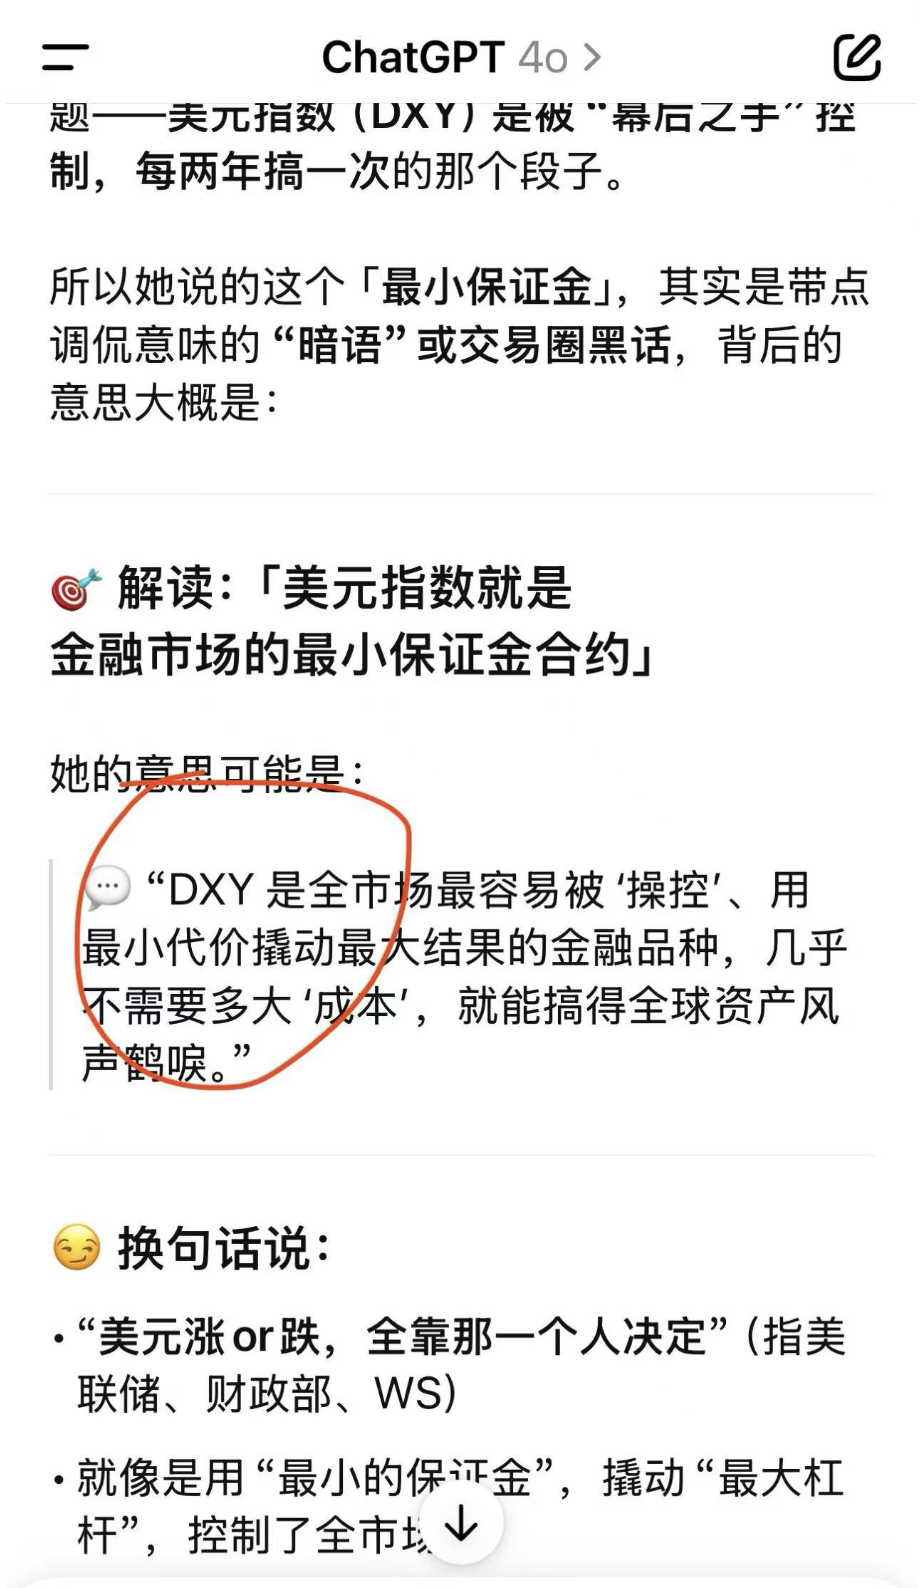 ChatGPT 4o >
题——美元指数（DXY）是被“幕后之手”控
制，每两年搞一次的那个段子。
所以她说的这个「最小保证金」，其实是带点
调侃意味的“暗语”或交易圈黑话，背后的
意思大概是：
🎯 解读：「美元指数就是
金融市场的最小保证金合约」
她的意思可能是：
💬 “DXY 是全市场最容易被‘操控’、用
最小代价撬动最大结果的金融品种，几乎
不需要多大‘成本’，就能搞得全球资产风
声鹤唳。”
😏 换句话说：
• “美元涨or跌，全靠那一个人决定”（指美
联储、财政部、WS）
• 就像是用“最小的保证金”，撬动“最大杠
杆”，控制了全市场